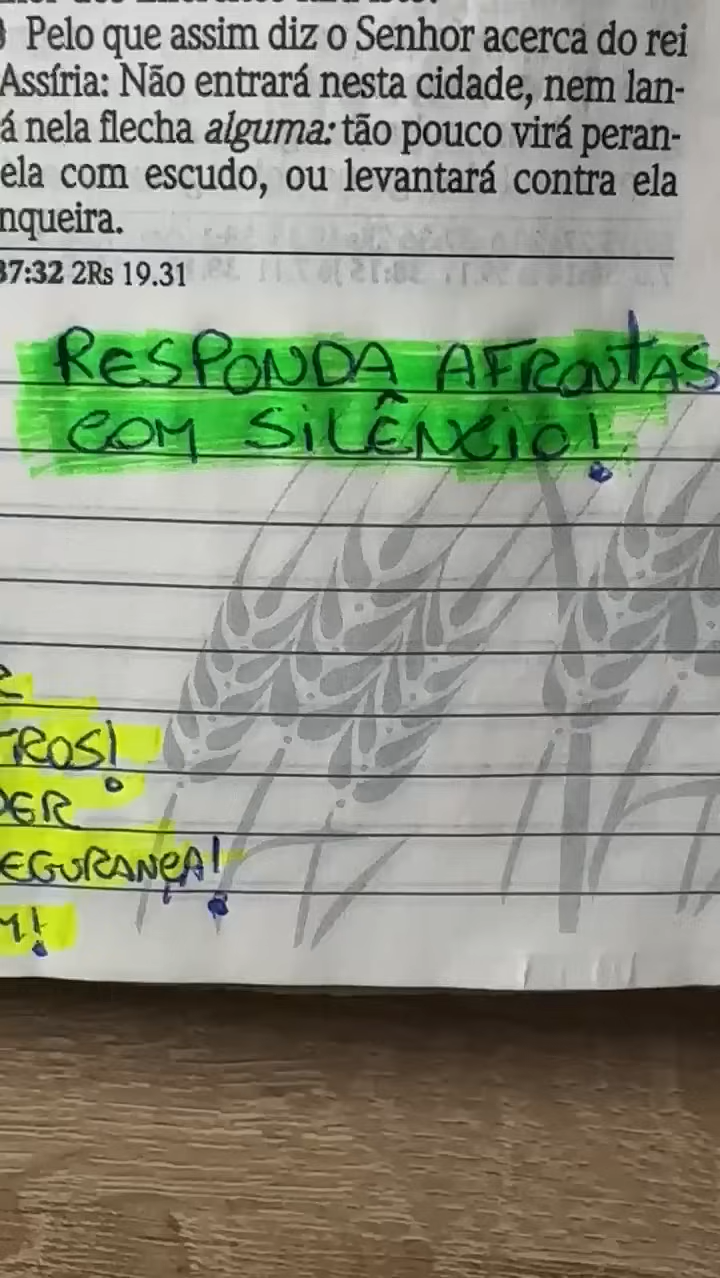 Pelo que assim diz o Senhor acerca do rei
Assíria: Não entrará nesta cidade, nem lan-
á nela flecha alguma: tão pouco virá peran-
ela com escudo, ou levantará contra ela
nqueira.
37:32 2Rs 19.31
RESPONDA AFRONTAS
COM SILÊNCIO!
TROS!
DER
EGURANÇA!
M!